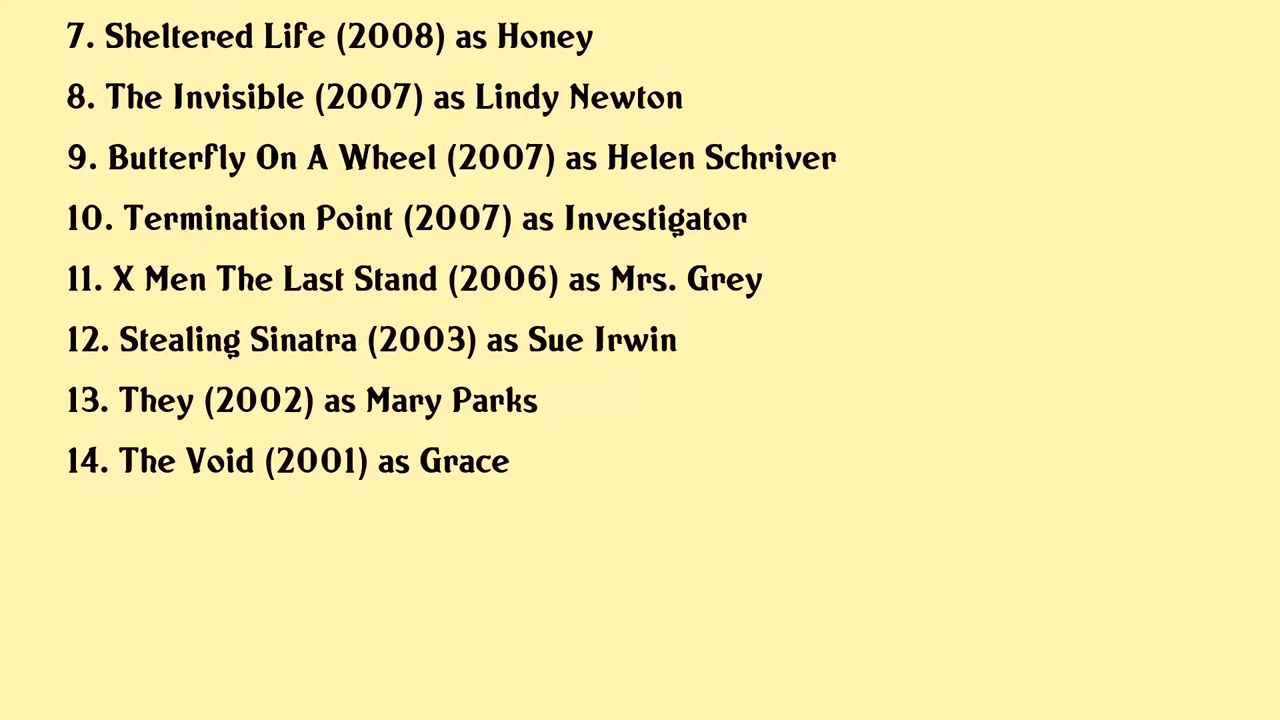 7. Sheltered Life (2008) as Honey
8. The Invisible (2007) as Lindy Newton
9. Butterfly On A Wheel (2007) as Helen Schriver
10. Termination Point (2007) as Investigator
11. X Men The Last Stand (2006) as Mrs. Grey
12. Stealing Sinatra (2003) as Sue Irwin
13. They (2002) as Mary Parks
14. The Void (2001) as Grace